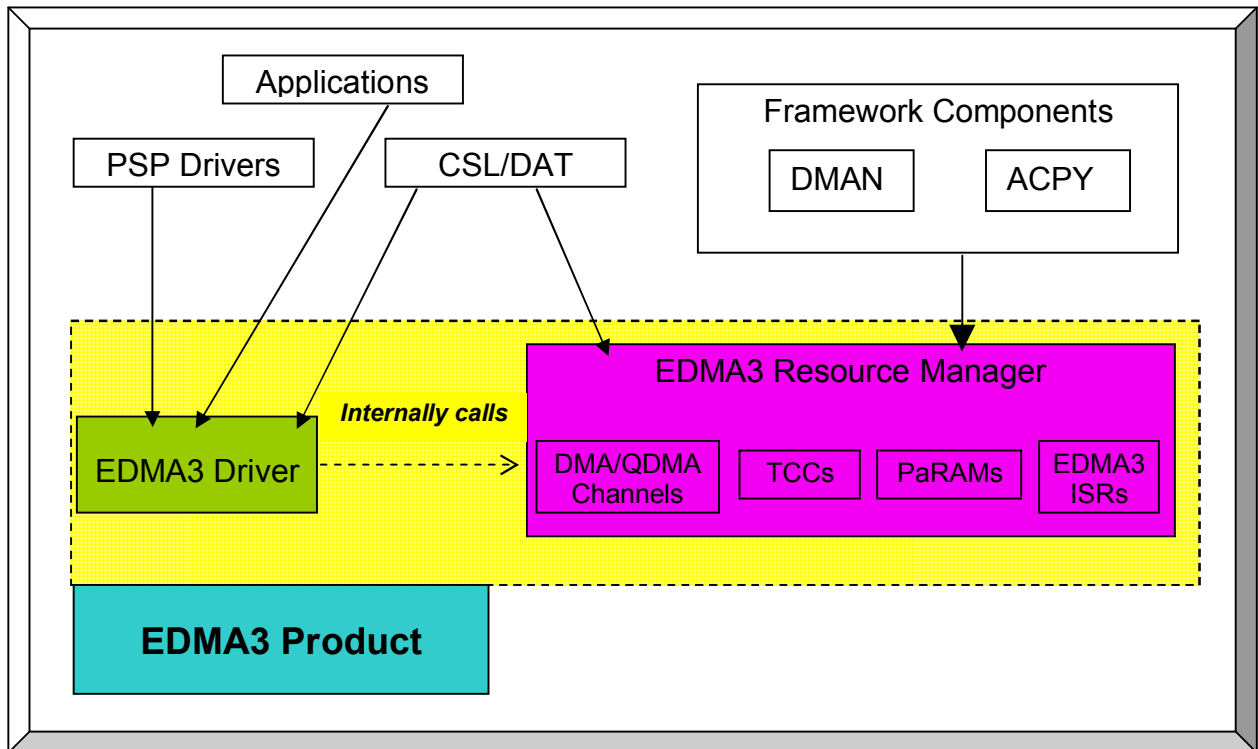 Applications
PSP Drivers
CSL/DAT
Framework Components
DMAN
ACPY
EDMA3 Driver
Internally calls
EDMA3 Resource Manager
DMA/QDMA
Channels
TCCs
PaRAMs
EDMA3
ISRs
EDMA3 Product